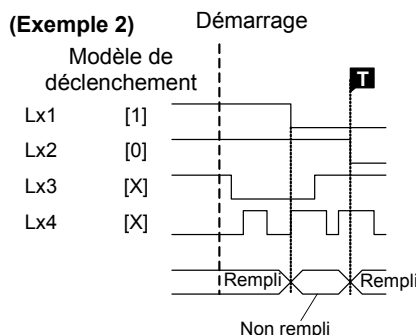 (Exemple 2) Démarrage
Modèle de
déclenchement
T
Lx1 [1]
Lx2 [0]
Lx3 [X]
Lx4 [X]
Rempli Rempli
Non rempli